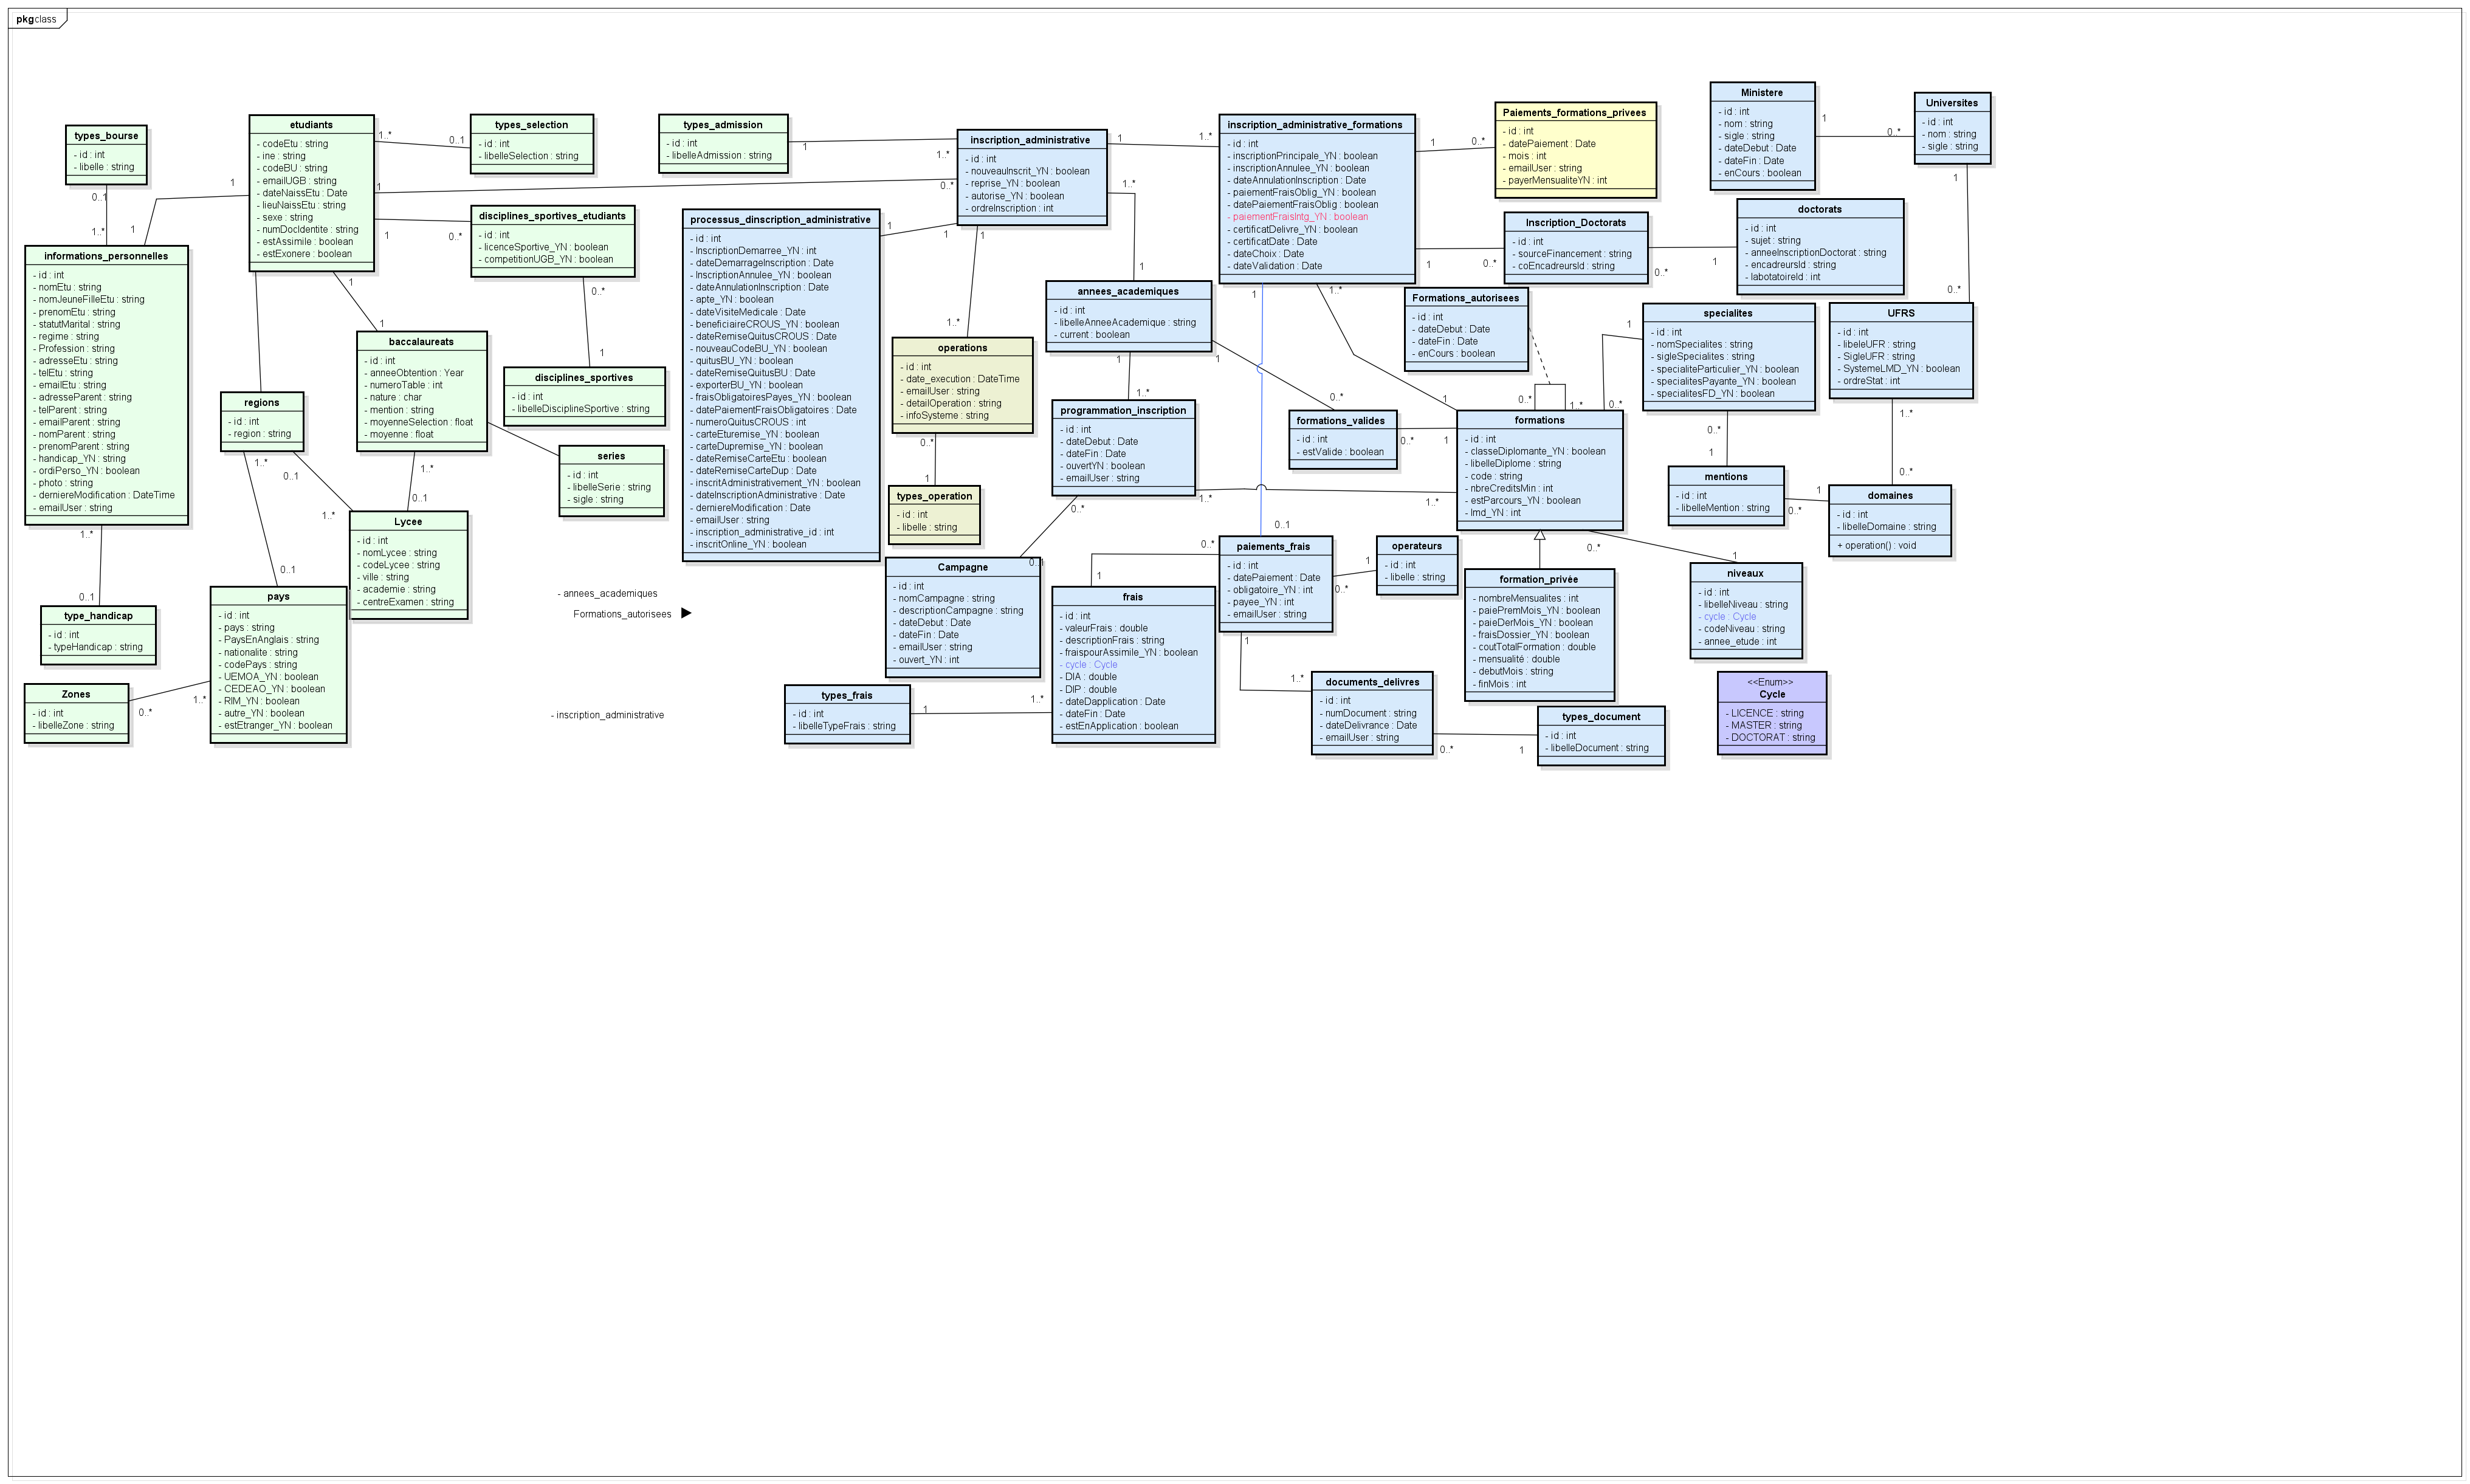 pkg class
types_bourse
- id : int
- libelle : string
0..1
1..*
etudiants
- codeEtu : string
- ine : string
- codeBU : string
- emailUGB : string
- dateNaissEtu : Date
- lieuNaissEtu : string
- sexe : string
- numDocIdentite : string
- estAssimile : boolean
- estExonere : boolean
1..*
0..1
1
1
1
1
0..*
1
types_selection
- id : int
- libelleSelection : string
disciplines_sportives_etudiants
- id : int
- licenceSportive_YN : boolean
- competitionUGB_YN : boolean
0..*
1
disciplines_sportives
- id : int
- libelleDisciplineSportive : string
informations_personnelles
- id : int
- nomEtu : string
- nomJeuneFilleEtu : string
- prenomEtu : string
- statutMarital : string
- regime : string
- Profession : string
- adresseEtu : string
- telEtu : string
- emailEtu : string
- adresseParent : string
- telParent : string
- emailParent : string
- nomParent : string
- prenomParent : string
- handicap_YN : string
- ordiPerso_YN : boolean
- photo : string
- derniereModification : DateTime
- emailUser : string
1..*
0..1
type_handicap
- id : int
- typeHandicap : string
baccalaureats
- id : int
- anneeObtention : Year
- numeroTable : int
- nature : char
- mention : string
- moyenneSelection : float
- moyenne : float
1
1..*
0..1
regions
- id : int
- region : string
1..*
0..1
1..*
0..1
series
- id : int
- libelleSerie : string
- sigle : string
Lycee
- id : int
- nomLycee : string
- codeLycee : string
- ville : string
- academie : string
- centreExamen : string
pays
- id : int
- pays : string
- PaysEnAnglais : string
- nationalite : string
- codePays : string
- UEMOA_YN : boolean
- CEDEAO_YN : boolean
- RIM_YN : boolean
- autre_YN : boolean
- estEtranger_YN : boolean
1..*
0..*
Zones
- id : int
- libelleZone : string
- annees_academiques
Formations_autorisees
- inscription_administrative
types_admission
- id : int
- libelleAdmission : string
1
1..*
0..*
inscription_administrative
- id : int
- nouveauInscrit_YN : boolean
- reprise_YN : boolean
- autorise_YN : boolean
- ordreInscription : int
1
1..*
1..*
1
1
1
1
1..*
processus_dinscription_administrative
- id : int
- InscriptionDemarree_YN : int
- dateDemarrageInscription : Date
- InscriptionAnnulee_YN : boolean
- dateAnnulationInscription : Date
- apte_YN : boolean
- dateVisiteMedicale : Date
- beneficiaireCROUS_YN : boolean
- dateRemiseQuitusCROUS : Date
- nouveauCodeBU_YN : boolean
- quitusBU_YN : boolean
- dateRemiseQuitusBU : Date
- exporterBU_YN : boolean
- fraisObligatoiresPayes_YN : boolean
- datePaiementFraisObligatoires : Date
- numeroQuitusCROUS : int
- carteEturemise_YN : boolean
- carteDupremise_YN : boolean
- dateRemiseCarteEtu : boolean
- dateRemiseCarteDup : Date
- inscritAdministrativement_YN : boolean
- dateInscriptionAdministrative : Date
- derniereModification : Date
- emailUser : string
- inscription_administrative_id : int
- inscritOnline_YN : boolean
operations
- id : int
- date_execution : DateTime
- emailUser : string
- detailOperation : string
- infoSysteme : string
0..*
1
types_operation
- id : int
- libelle : string
annees_academiques
- id : int
- libelleAnneeAcademique : string
- current : boolean
1
1
1..*
0..*
programmation_inscription
- id : int
- dateDebut : Date
- dateFin : Date
- ouvertYN : boolean
- emailUser : string
0..*
1..*
1..*
0..1
Campagne
- id : int
- nomCampagne : string
- descriptionCampagne : string
- dateDebut : Date
- dateFin : Date
- emailUser : string
- ouvert_YN : int
types_frais
- id : int
- libelleTypeFrais : string
1
1..*
frais
- id : int
- valeurFrais : double
- descriptionFrais : string
- fraispourAssimile_YN : boolean
- cycle : Cycle
- DIA : double
- DIP : double
- dateDapplication : Date
- dateFin : Date
- estEnApplication : boolean
1
0..*
inscription_administrative_formations
- id : int
- inscriptionPrincipale_YN : boolean
- inscriptionAnnulee_YN : boolean
- dateAnnulationInscription : Date
- paiementFraisOblig_YN : boolean
- datePaiementFraisOblig : boolean
- paiementFraisIntg_YN : boolean
- certificatDelivre_YN : boolean
- certificatDate : Date
- dateChoix : Date
- dateValidation : Date
1
0..*
1
0..*
1
1..*
1
0..1
Paiements_formations_privees
- id : int
- datePaiement : Date
- mois : int
- emailUser : string
- payerMensualiteYN : int
Inscription_Doctorats
- id : int
- sourceFinancement : string
- coEncadreursId : string
0..*
1
doctorats
- id : int
- sujet : string
- anneeInscriptionDoctorat : string
- encadreursId : string
- labotatoireId : int
Formations_autorisees
- id : int
- dateDebut : Date
- dateFin : Date
- enCours : boolean
0..*
1..*
formations_valides
- id : int
- estValide : boolean
0..*
1
formations
- id : int
- classeDiplomante_YN : boolean
- libelleDiplome : string
- code : string
- nbreCreditsMin : int
- estParcours_YN : boolean
- lmd_YN : int
0..*
1
paiements_frais
- id : int
- datePaiement : Date
- obligatoire_YN : int
- payee_YN : int
- emailUser : string
1
0..*
1
1..*
operateurs
- id : int
- libelle : string
formation_privèe
- nombreMensualites : int
- paiePremMois_YN : boolean
- paieDerMois_YN : boolean
- fraisDossier_YN : boolean
- coutTotalFormation : double
- mensualité : double
- debutMois : string
- finMois : int
documents_delivres
- id : int
- numDocument : string
- dateDelivrance : Date
- emailUser : string
0..*
1
types_document
- id : int
- libelleDocument : string
Ministere
- id : int
- nom : string
- sigle : string
- dateDebut : Date
- dateFin : Date
- enCours : boolean
1
0..*
Universites
- id : int
- nom : string
- sigle : string
1
0..*
specialites
- id : int
- nomSpecialites : string
- sigleSpecialites : string
- specialiteParticulier_YN : boolean
- specialitesPayante_YN : boolean
- specialitesFD_YN : boolean
1
0..*
0..*
1
UFRS
- id : int
- libeleUFR : string
- SigleUFR : string
- SystemeLMD_YN : boolean
- ordreStat : int
1..*
0..*
mentions
- id : int
- libelleMention : string
1
0..*
domaines
- id : int
- libelleDomaine : string
+ operation() : void
niveaux
- id : int
- libelleNiveau : string
- cycle : Cycle
- codeNiveau : string
- annee_etude : int
<<Enum>>
Cycle
- LICENCE : string
- MASTER : string
- DOCTORAT : string